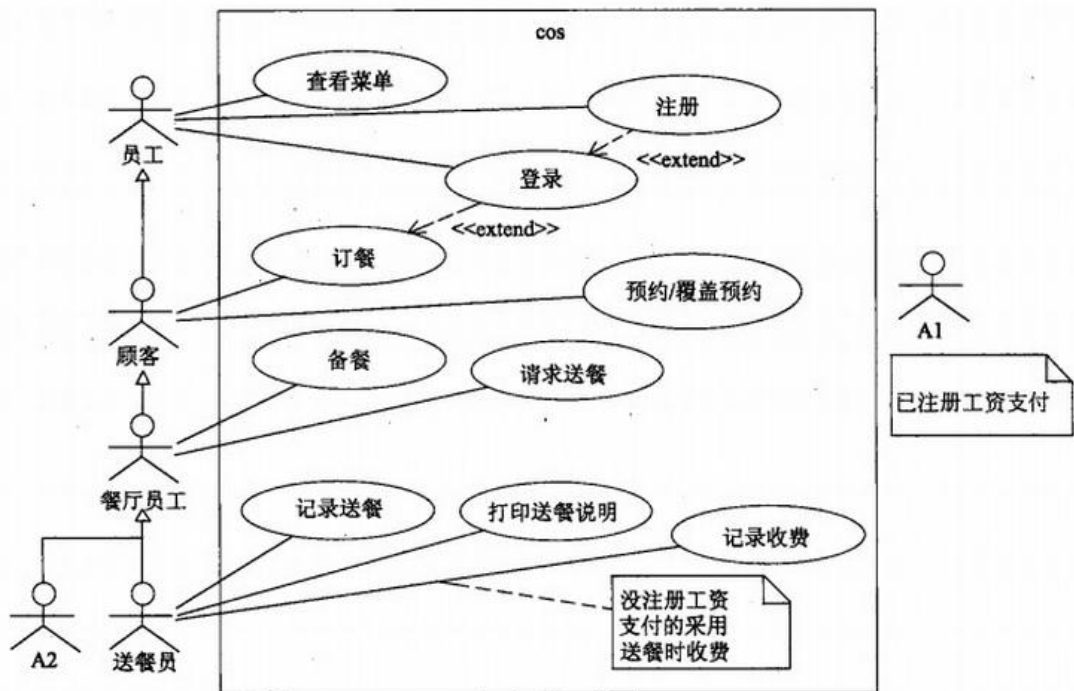 cos
查看菜单
注册
员工
登录
<<extend>>
<<extend>>
订餐
预约/覆盖预约
A1
顾客
备餐
请求送餐
已注册工资支付
餐厅员工
记录送餐
打印送餐说明
记录收费
没注册工资
支付的采用
送餐时收费
A2
送餐员